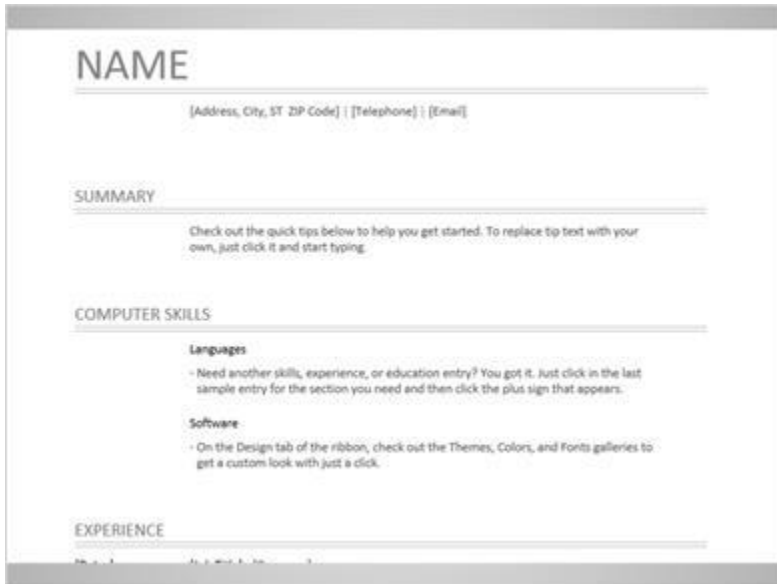 NAME
[Address, City, ST ZIP Code] | [Telephone] | [Email]
SUMMARY
Check out the quick tips below to help you get started. To replace tip text with your
own, just click it and start typing.
COMPUTER SKILLS
Languages
- Need another skills, experience, or education entry? You got it. Just click in the last
sample entry for the section you need and then click the plus sign that appears.
Software
- On the Design tab of the ribbon, check out the Themes, Colors, and Fonts galleries to
get a custom look with just a click.
EXPERIENCE